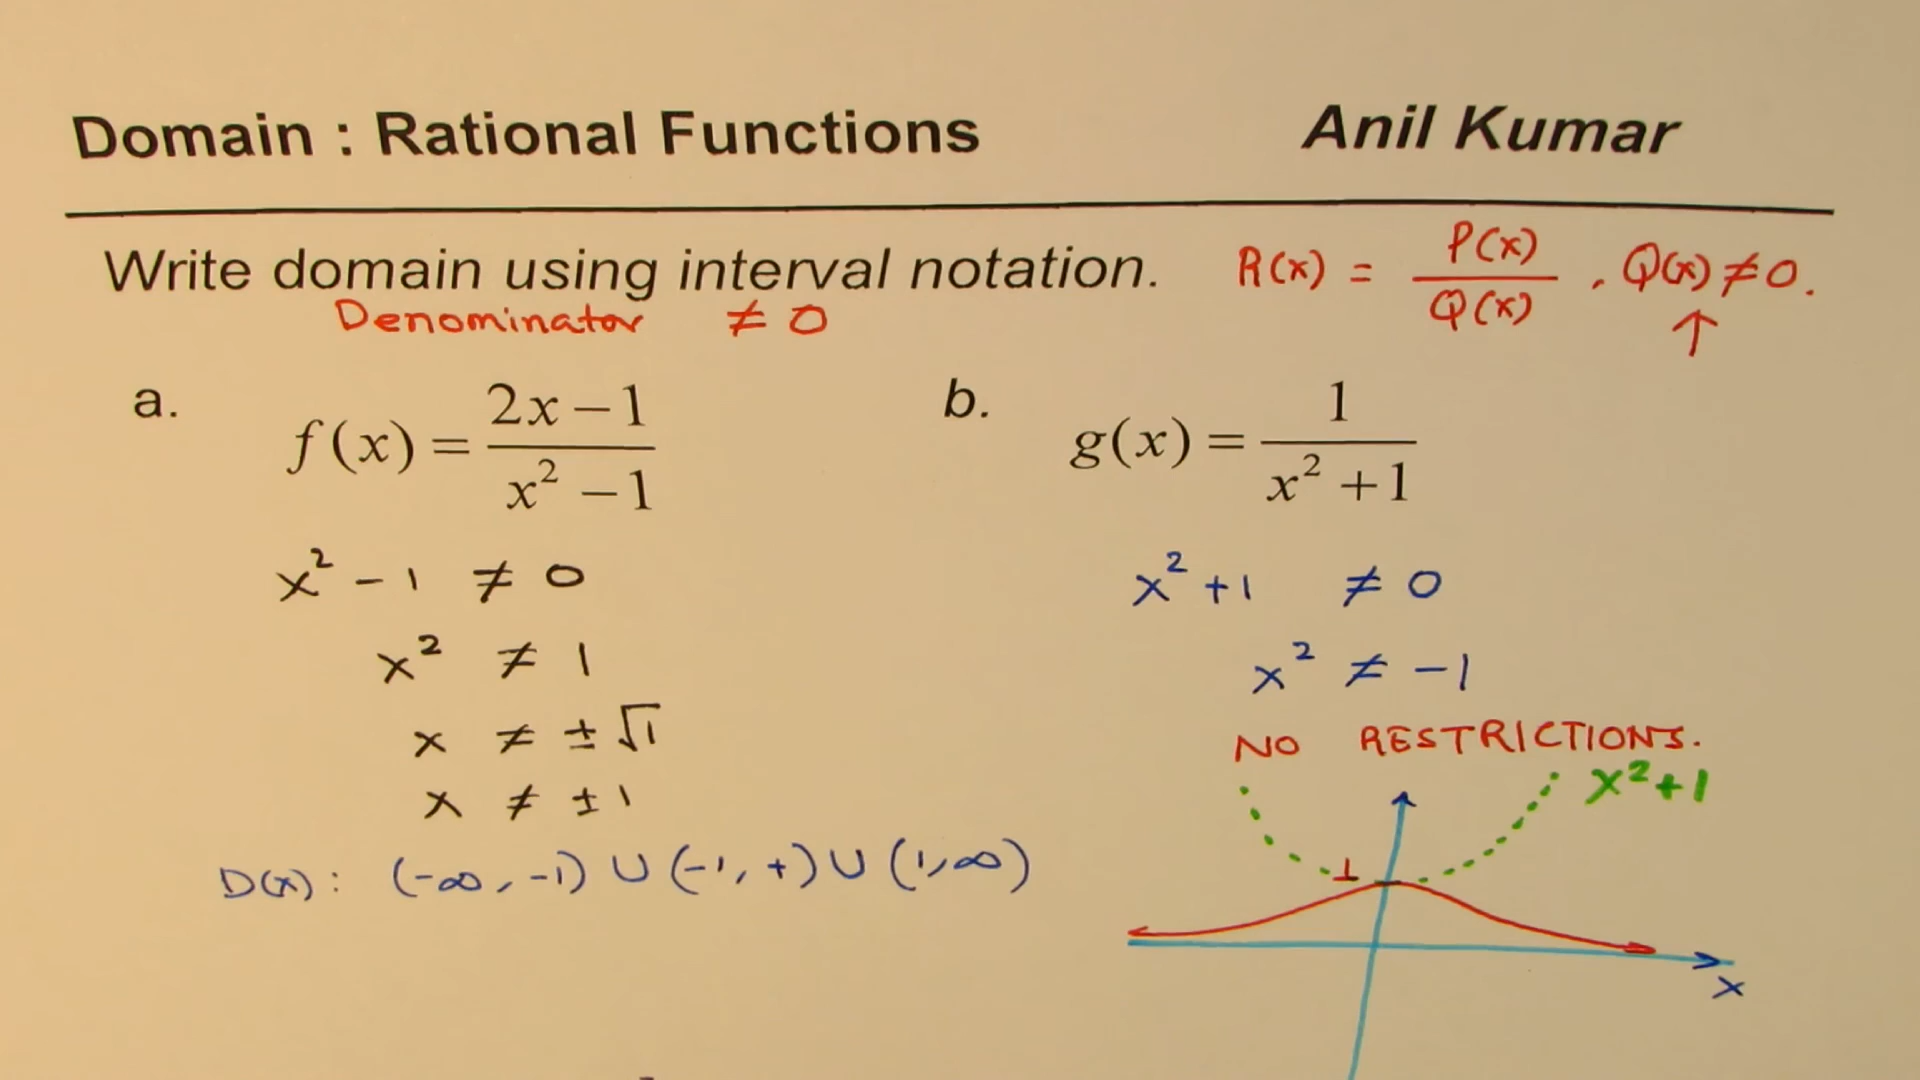 Domain : Rational Functions Anil Kumar
Write domain using interval notation. R(x) = P(x)/Q(x) , Q(x) ≠ 0.
Denominator ≠ 0
↑
a. f(x) = (2x − 1)/(x² − 1)
x² - 1 ≠ 0
x² ≠ 1
x ≠ ± √1
x ≠ ± 1
D(x) : (-∞, -1) ∪ (-1, +) ∪ (1, ∞)
b. g(x) = 1/(x² + 1)
x² + 1 ≠ 0
x² ≠ -1
NO RESTRICTIONS.
x² + 1
1
x